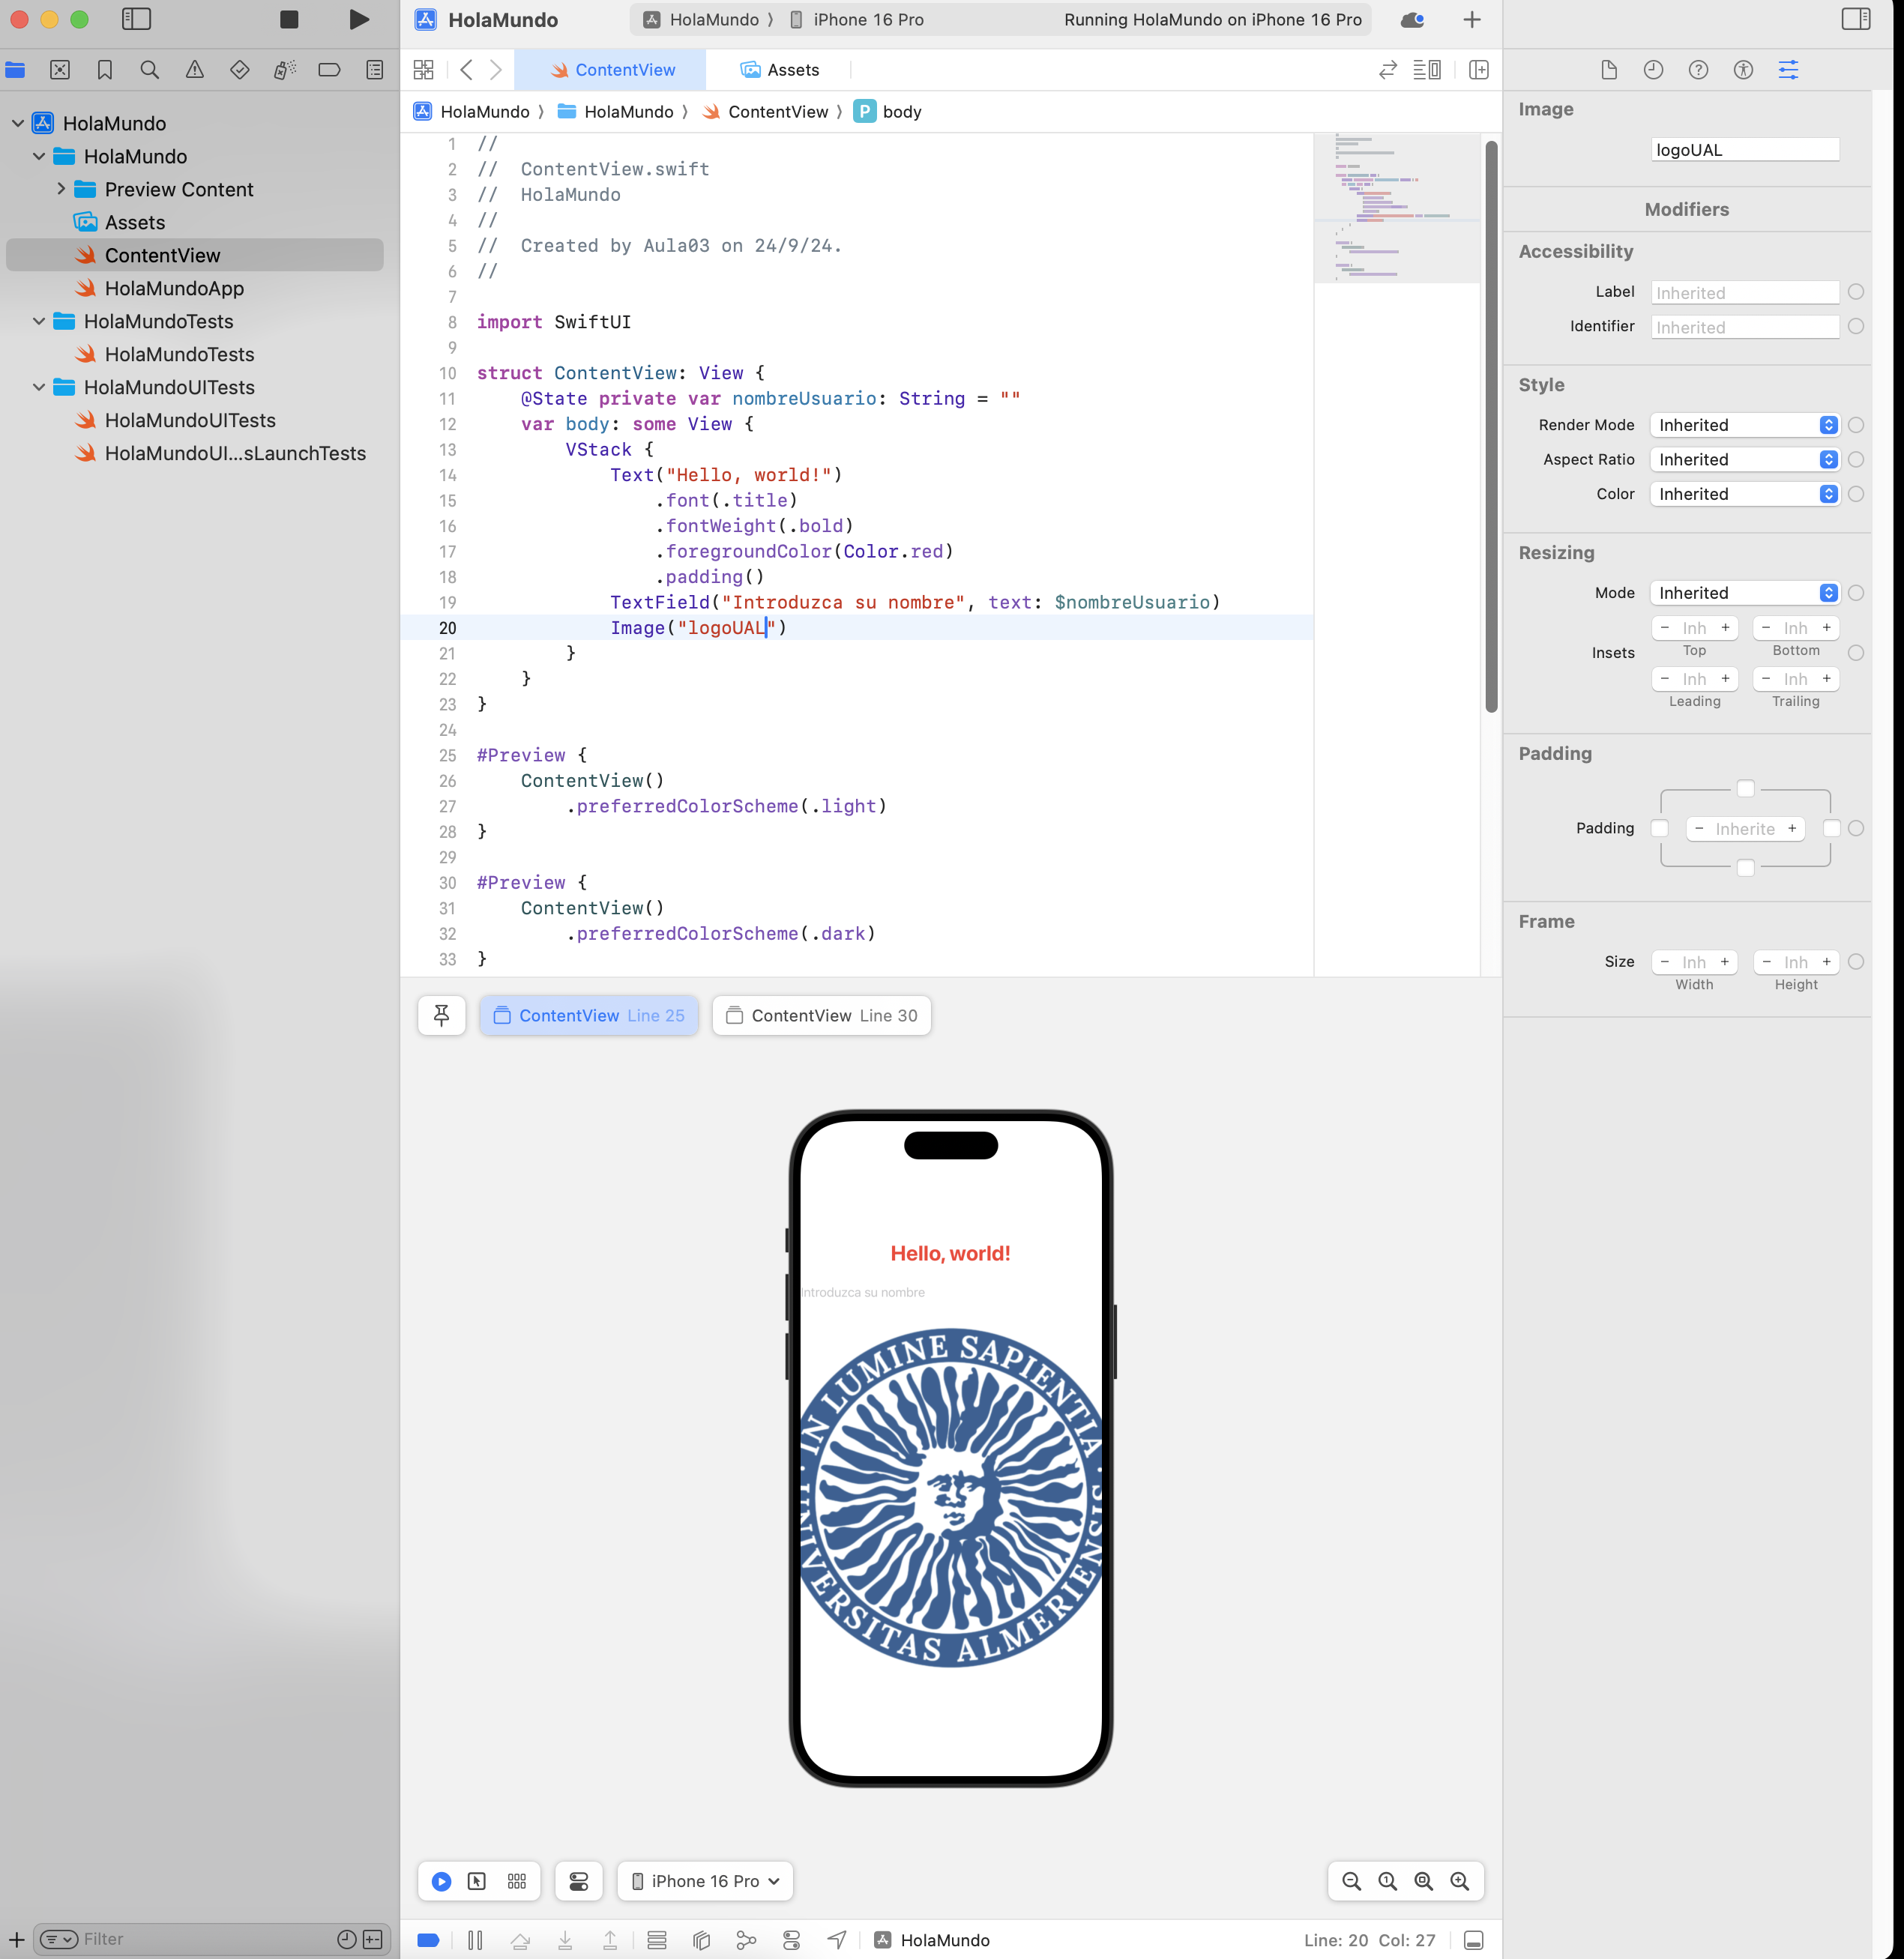 HolaMundo
HolaMundo 〉 iPhone 16 Pro
Running HolaMundo on iPhone 16 Pro
ContentView
Assets
HolaMundo 〉 HolaMundo 〉 ContentView 〉 P body
HolaMundo
HolaMundo
Preview Content
Assets
ContentView
HolaMundoApp
HolaMundoTests
HolaMundoTests
HolaMundoUITests
HolaMundoUITests
HolaMundoUI...sLaunchTests
Filter
1 //
2 //  ContentView.swift
3 //  HolaMundo
4 //
5 //  Created by Aula03 on 24/9/24.
6 //
7
8 import SwiftUI
9
10 struct ContentView: View {
11     @State private var nombreUsuario: String = ""
12     var body: some View {
13         VStack {
14             Text("Hello, world!")
15                 .font(.title)
16                 .fontWeight(.bold)
17                 .foregroundColor(Color.red)
18                 .padding()
19             TextField("Introduzca su nombre", text: $nombreUsuario)
20             Image("logoUAL")
21         }
22     }
23 }
24
25 #Preview {
26     ContentView()
27         .preferredColorScheme(.light)
28 }
29
30 #Preview {
31     ContentView()
32         .preferredColorScheme(.dark)
33 }
ContentView Line 25
ContentView Line 30
Hello, world!
Introduzca su nombre
IN LUMINE SAPIENTIA
VERSITAS ALMERIENSIS
iPhone 16 Pro
HolaMundo
Line: 20 Col: 27
Image
logoUAL
Modifiers
Accessibility
Label Inherited
Identifier Inherited
Style
Render Mode Inherited
Aspect Ratio Inherited
Color Inherited
Resizing
Mode Inherited
− Inh + − Inh +
Top Bottom
Insets
− Inh + − Inh +
Leading Trailing
Padding
Padding − Inherite +
Frame
Size − Inh + − Inh +
Width Height